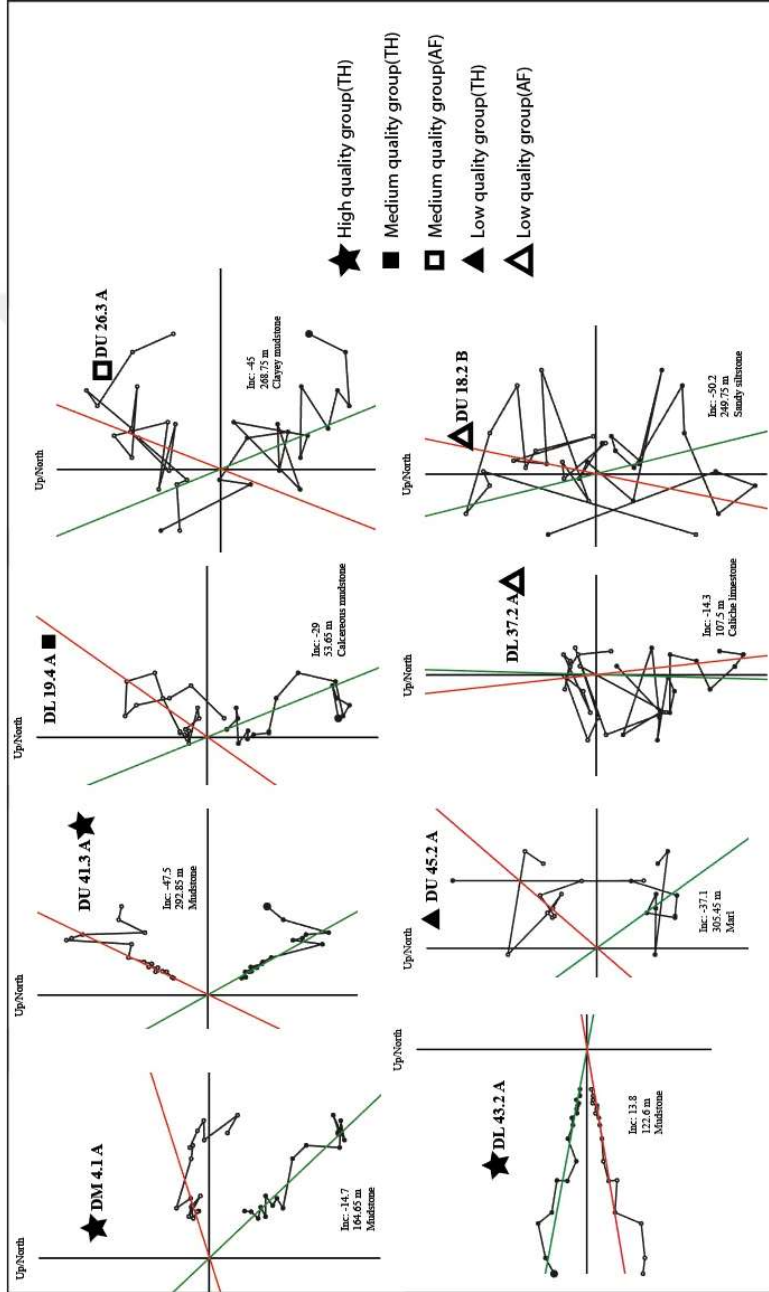 Up/North
DM 4.1 A
Inc: -14.7
164.65 m
Mudstone
Up/North
DU 41.3 A
Inc: -47.5
292.85 m
Mudstone
Up/North
DL 19.4 A
Inc: -29
53.65 m
Calcereous mudstone
Up/North
DU 26.3 A
Inc: -45
268.75 m
Clayey mudstone
Up/North
DL 43.2 A
Inc: 13.8
122.6 m
Mudstone
Up/North
DU 45.2 A
Inc: -37.1
305.45 m
Marl
Up/North
DL 37.2 A
Inc: -14.3
107.5 m
Caliche limestone
Up/North
DU 18.2 B
Inc: -50.2
249.75 m
Sandy siltstone
High quality group(TH)
Medium quality group(TH)
Medium quality group(AF)
Low quality group(TH)
Low quality group(AF)